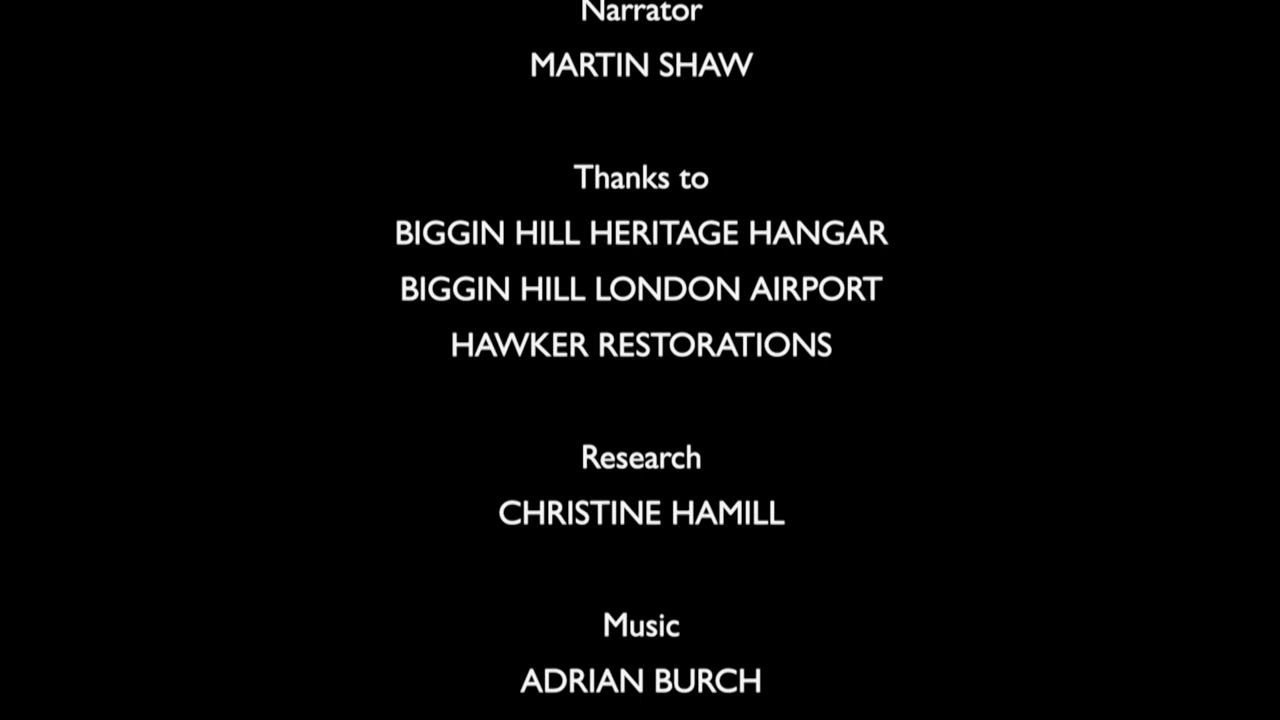 Narrator
MARTIN SHAW
Thanks to
BIGGIN HILL HERITAGE HANGAR
BIGGIN HILL LONDON AIRPORT
HAWKER RESTORATIONS
Research
CHRISTINE HAMILL
Music
ADRIAN BURCH